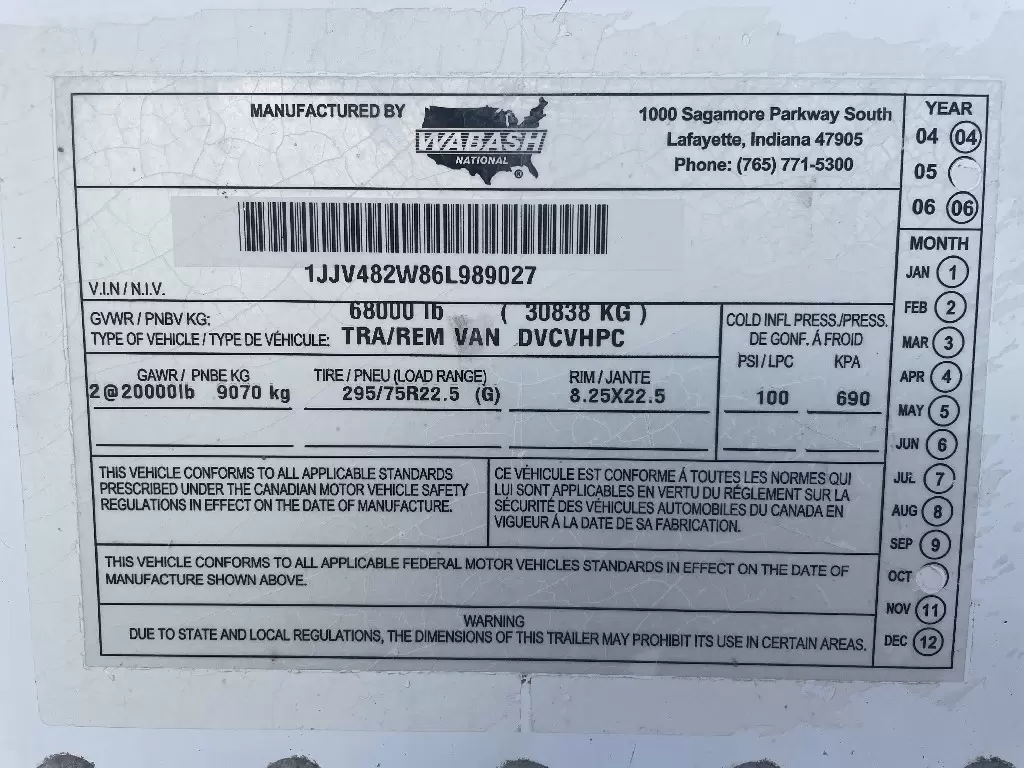 MANUFACTURED BY
WABASH
NATIONAL ®
1000 Sagamore Parkway South
Lafayette, Indiana 47905
Phone: (765) 771-5300
YEAR
04 04
05
06 06
MONTH
JAN 1
FEB 2
MAR 3
APR 4
MAY 5
JUN 6
JUL 7
AUG 8
SEP 9
OCT
NOV 11
DEC 12
1JJV482W86L989027
V.I.N / N.I.V.
GVWR / PNBV KG: 68000 lb ( 30838 KG )
TYPE OF VEHICLE / TYPE DE VÉHICULE: TRA/REM VAN DVCVHPC
COLD INFL PRESS./PRESS.
DE GONF. Á FROID
PSI / LPC KPA
100 690
GAWR / PNBE KG TIRE / PNEU (LOAD RANGE) RIM / JANTE
2@20000lb 9070 kg 295/75R22.5 (G) 8.25X22.5
THIS VEHICLE CONFORMS TO ALL APPLICABLE STANDARDS
PRESCRIBED UNDER THE CANADIAN MOTOR VEHICLE SAFETY
REGULATIONS IN EFFECT ON THE DATE OF MANUFACTURE.
CE VÉHICULE EST CONFORME Á TOUTES LES NORMES QUI
LUI SONT APPLICABLES EN VERTU DU RÉGLEMENT SUR LA
SÉCURITÉ DES VÉHICULES AUTOMOBILES DU CANADA EN
VIGUEUR Á LA DATE DE SA FABRICATION.
THIS VEHICLE CONFORMS TO ALL APPLICABLE FEDERAL MOTOR VEHICLES STANDARDS IN EFFECT ON THE DATE OF
MANUFACTURE SHOWN ABOVE.
WARNING
DUE TO STATE AND LOCAL REGULATIONS, THE DIMENSIONS OF THIS TRAILER MAY PROHIBIT ITS USE IN CERTAIN AREAS.